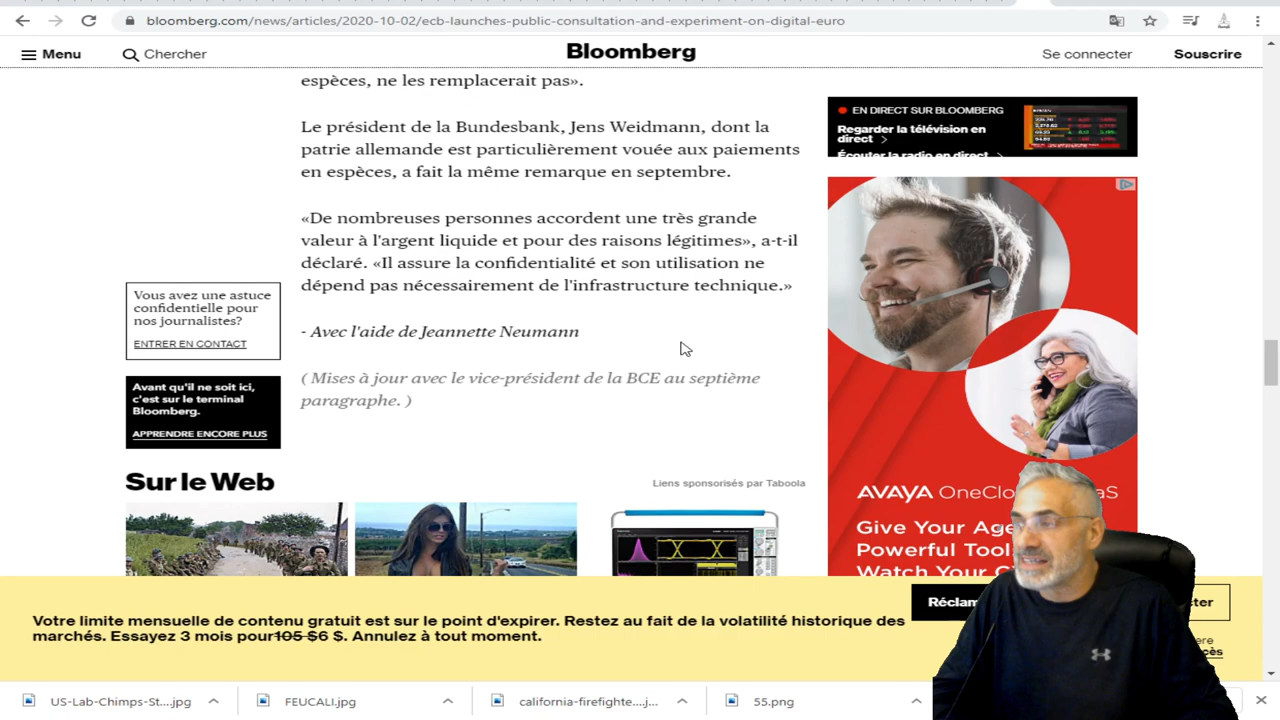 bloomberg.com/news/articles/2020-10-02/ecb-launches-public-consultation-and-experiment-on-digital-euro
Menu
Chercher
Bloomberg
Se connecter
Souscrire
espèces, ne les remplacerait pas».
Le président de la Bundesbank, Jens Weidmann, dont la
patrie allemande est particulièrement vouée aux paiements
en espèces, a fait la même remarque en septembre.
«De nombreuses personnes accordent une très grande
valeur à l'argent liquide et pour des raisons légitimes», a-t-il
déclaré. «Il assure la confidentialité et son utilisation ne
dépend pas nécessairement de l'infrastructure technique.»
- Avec l'aide de Jeannette Neumann
( Mises à jour avec le vice-président de la BCE au septième
paragraphe. )
Vous avez une astuce
confidentielle pour
nos journalistes?
ENTRER EN CONTACT
Avant qu'il ne soit ici,
c'est sur le terminal
Bloomberg.
APPRENDRE ENCORE PLUS
EN DIRECT SUR BLOOMBERG
Regarder la télévision en
direct >
Écouter la radio en direct >
AVAYA OneClo aaS
Give Your Age
Powerful Tool
Watch Your C
Sur le Web
Liens sponsorisés par Taboola
Votre limite mensuelle de contenu gratuit est sur le point d'expirer. Restez au fait de la volatilité historique des
marchés. Essayez 3 mois pour105 $6 $. Annulez à tout moment.
Réclam
ter
ere
cès
US-Lab-Chimps-St....jpg
FEUCALI.jpg
california-firefighte....j...
55.png